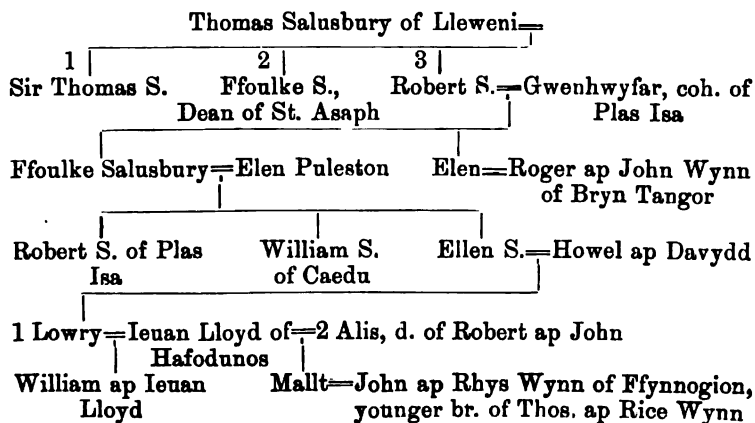 Thomas Salusbury of Lleweni=
1 2 3
Sir Thomas S. Ffoulke S., Robert S.=Gwenhwyfar, coh. of
Dean of St. Asaph Plas Isa
Ffoulke Salusbury=Elen Puleston Elen=Roger ap John Wynn
of Bryn Tangor
Robert S. of Plas William S. Ellen S.=Howel ap Davydd
Isa of Caedu
1 Lowry=Ieuan Lloyd of=2 Alis, d. of Robert ap John
Hafodunos
William ap Ieuan Mallt=John ap Rhys Wynn of Ffynnogion,
Lloyd younger br. of Thos. ap Rice Wynn